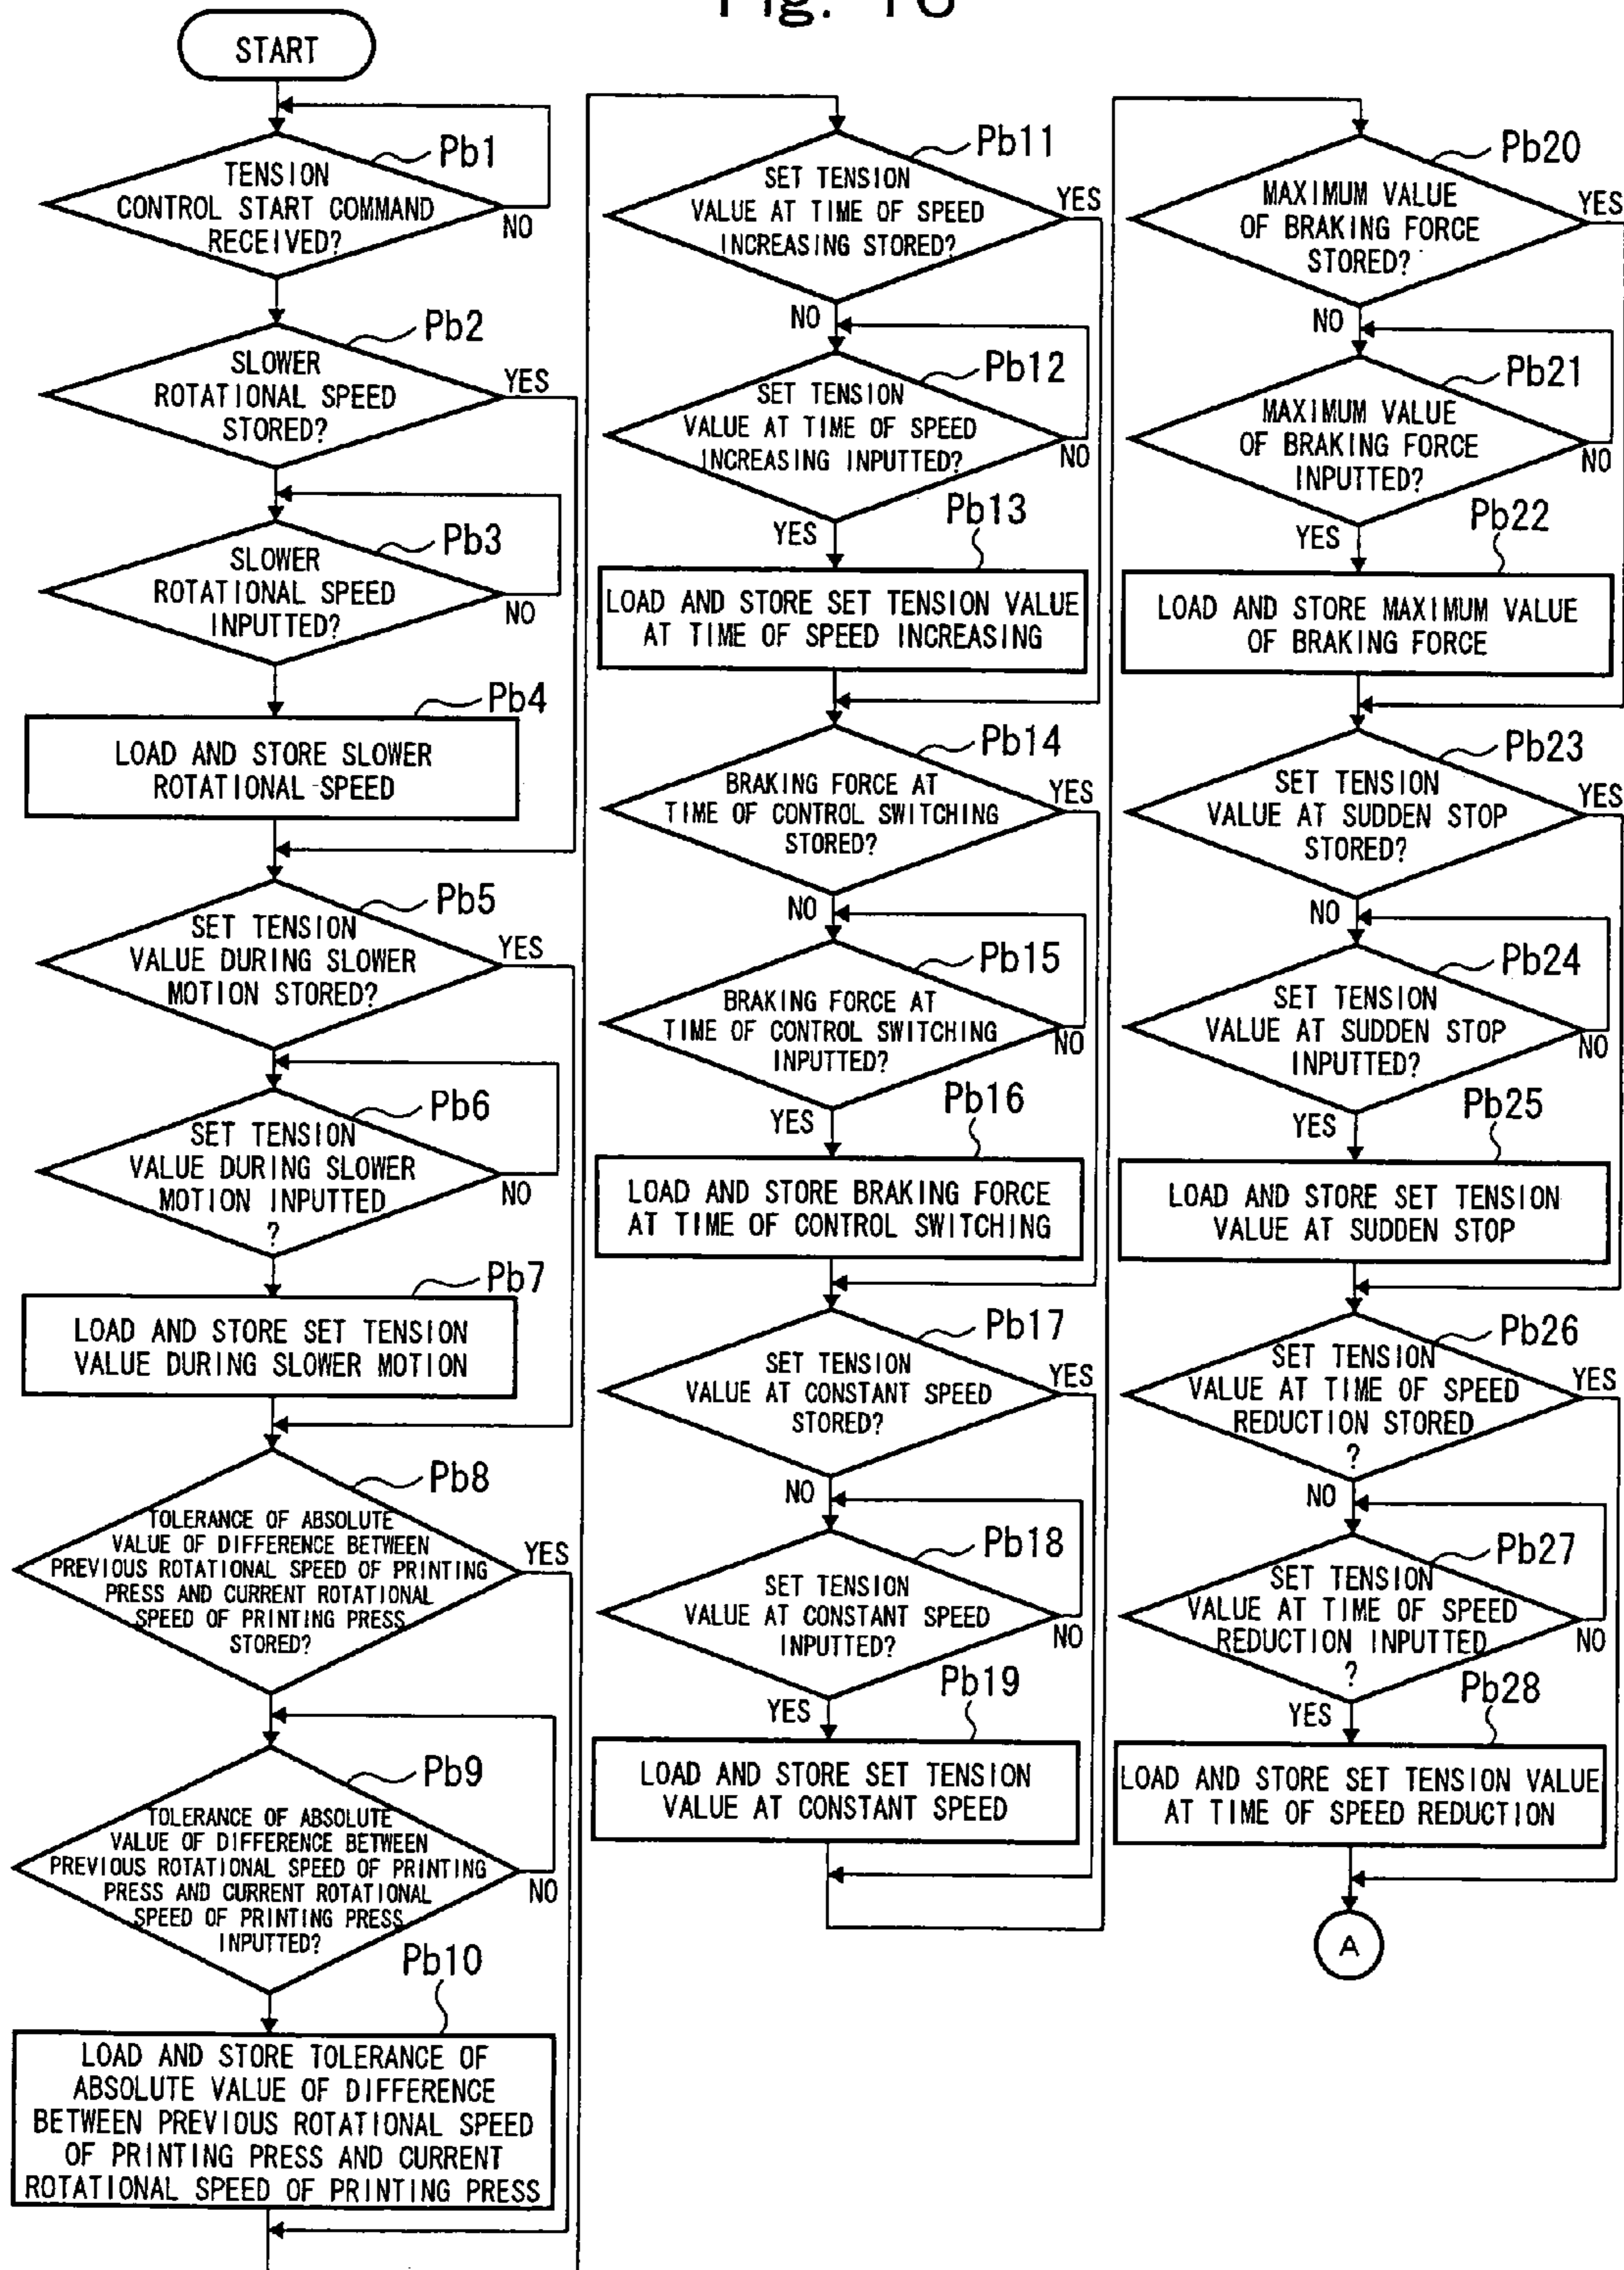 START
Pb1
TENSION
CONTROL START COMMAND
RECEIVED?
NO
Pb2
SLOWER
ROTATIONAL SPEED
STORED?
YES
Pb3
SLOWER
ROTATIONAL SPEED
INPUTTED?
NO
Pb4
LOAD AND STORE SLOWER
ROTATIONAL SPEED
Pb5
SET TENSION
VALUE DURING SLOWER
MOTION STORED?
YES
Pb6
SET TENSION
VALUE DURING SLOWER
MOTION INPUTTED
?
NO
Pb7
LOAD AND STORE SET TENSION
VALUE DURING SLOWER MOTION
Pb8
TOLERANCE OF ABSOLUTE
VALUE OF DIFFERENCE BETWEEN
PREVIOUS ROTATIONAL SPEED OF PRINTING
PRESS AND CURRENT ROTATIONAL
SPEED OF PRINTING PRESS
STORED?
YES
Pb9
TOLERANCE OF ABSOLUTE
VALUE OF DIFFERENCE BETWEEN
PREVIOUS ROTATIONAL SPEED OF PRINTING
PRESS AND CURRENT ROTATIONAL
SPEED OF PRINTING PRESS
INPUTTED?
NO
Pb10
LOAD AND STORE TOLERANCE OF
ABSOLUTE VALUE OF DIFFERENCE
BETWEEN PREVIOUS ROTATIONAL SPEED
OF PRINTING PRESS AND CURRENT
ROTATIONAL SPEED OF PRINTING PRESS
Pb11
SET TENSION
VALUE AT TIME OF SPEED
INCREASING STORED?
YES
NO
Pb12
SET TENSION
VALUE AT TIME OF SPEED
INCREASING INPUTTED?
NO
YES
Pb13
LOAD AND STORE SET TENSION VALUE
AT TIME OF SPEED INCREASING
Pb14
BRAKING FORCE AT
TIME OF CONTROL SWITCHING
STORED?
YES
NO
Pb15
BRAKING FORCE AT
TIME OF CONTROL SWITCHING
INPUTTED?
NO
YES
Pb16
LOAD AND STORE BRAKING FORCE
AT TIME OF CONTROL SWITCHING
Pb17
SET TENSION
VALUE AT CONSTANT SPEED
STORED?
YES
NO
Pb18
SET TENSION
VALUE AT CONSTANT SPEED
INPUTTED?
NO
YES
Pb19
LOAD AND STORE SET TENSION
VALUE AT CONSTANT SPEED
Pb20
MAXIMUM VALUE
OF BRAKING FORCE
STORED?
YES
NO
Pb21
MAXIMUM VALUE
OF BRAKING FORCE
INPUTTED?
NO
YES
Pb22
LOAD AND STORE MAXIMUM VALUE
OF BRAKING FORCE
Pb23
SET TENSION
VALUE AT SUDDEN STOP
STORED?
YES
NO
Pb24
SET TENSION
VALUE AT SUDDEN STOP
INPUTTED?
NO
YES
Pb25
LOAD AND STORE SET TENSION
VALUE AT SUDDEN STOP
Pb26
SET TENSION
VALUE AT TIME OF SPEED
REDUCTION STORED
?
YES
NO
Pb27
SET TENSION
VALUE AT TIME OF SPEED
REDUCTION INPUTTED
?
NO
YES
Pb28
LOAD AND STORE SET TENSION VALUE
AT TIME OF SPEED REDUCTION
A